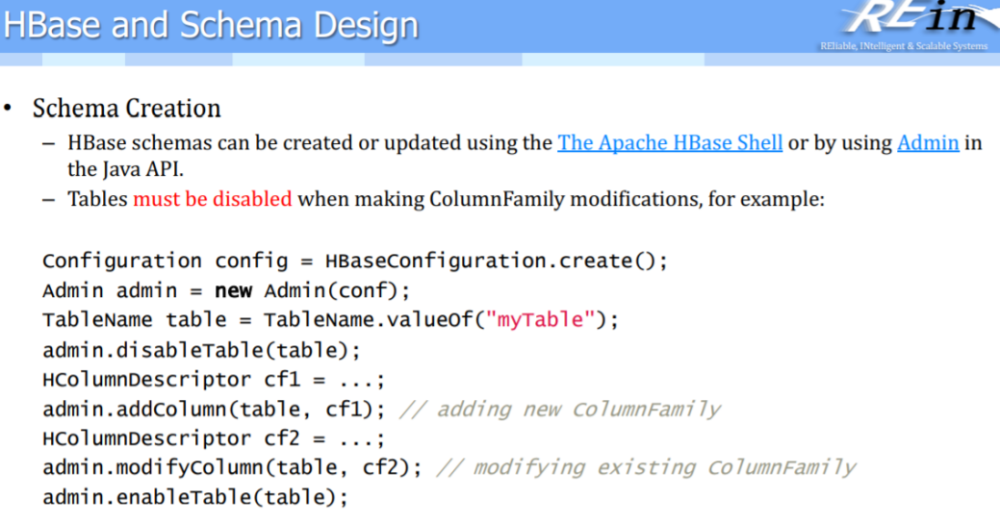 HBase and Schema Design
REin
REliable, INtelligent & Scalable Systems
• Schema Creation
– HBase schemas can be created or updated using the The Apache HBase Shell or by using Admin in
the Java API.
– Tables must be disabled when making ColumnFamily modifications, for example:
Configuration config = HBaseConfiguration.create();
Admin admin = new Admin(conf);
TableName table = TableName.valueOf("myTable");
admin.disableTable(table);
HColumnDescriptor cf1 = ...;
admin.addColumn(table, cf1); // adding new ColumnFamily
HColumnDescriptor cf2 = ...;
admin.modifyColumn(table, cf2); // modifying existing ColumnFamily
admin.enableTable(table);